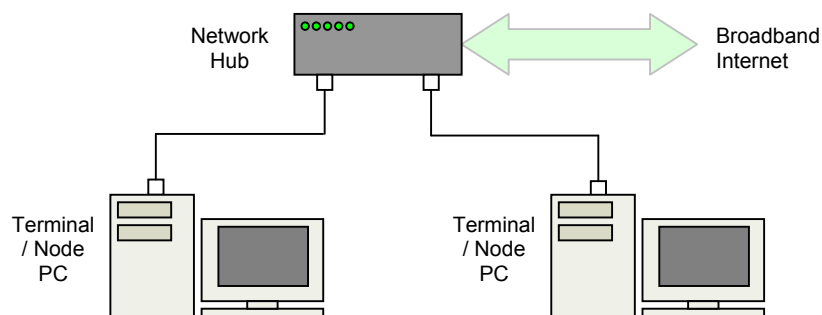 Network
Hub
Broadband
Internet
Terminal
/ Node
PC
Terminal
/ Node
PC